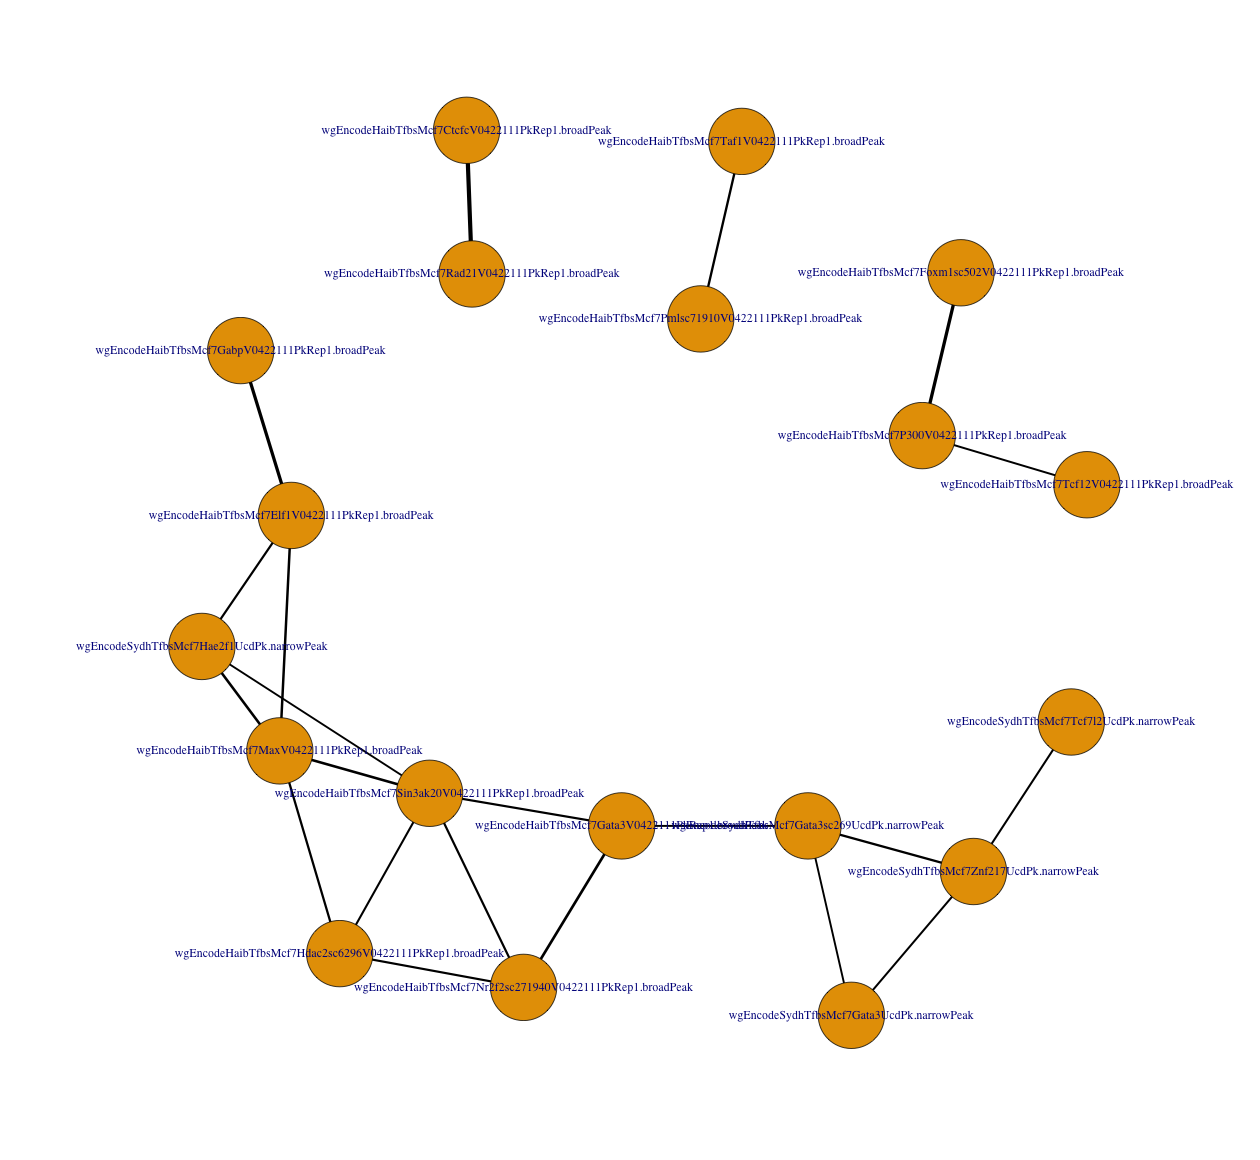 wgEncodeHaibTfbsMcf7CtcfcV0422111PkRep1.broadPeak
wgEncodeHaibTfbsMcf7Taf1V0422111PkRep1.broadPeak
wgEncodeHaibTfbsMcf7Rad21V0422111PkRep1.broadPeak
wgEncodeHaibTfbsMcf7Foxm1sc502V0422111PkRep1.broadPeak
wgEncodeHaibTfbsMcf7Pmlsc71910V0422111PkRep1.broadPeak
wgEncodeHaibTfbsMcf7GabpV0422111PkRep1.broadPeak
wgEncodeHaibTfbsMcf7P300V0422111PkRep1.broadPeak
wgEncodeHaibTfbsMcf7Tcf12V0422111PkRep1.broadPeak
wgEncodeHaibTfbsMcf7Elf1V0422111PkRep1.broadPeak
wgEncodeSydhTfbsMcf7Hae2f1UcdPk.narrowPeak
wgEncodeSydhTfbsMcf7Tcf7l2UcdPk.narrowPeak
wgEncodeHaibTfbsMcf7MaxV0422111PkRep1.broadPeak
wgEncodeHaibTfbsMcf7Sin3ak20V0422111PkRep1.broadPeak
wgEncodeHaibTfbsMcf7Gata3V0422111PkRep1.broadPeak
wgEncodeSydhTfbsMcf7Gata3sc269UcdPk.narrowPeak
wgEncodeSydhTfbsMcf7Znf217UcdPk.narrowPeak
wgEncodeHaibTfbsMcf7Hdac2sc6296V0422111PkRep1.broadPeak
wgEncodeHaibTfbsMcf7Nr2f2sc271940V0422111PkRep1.broadPeak
wgEncodeSydhTfbsMcf7Gata3UcdPk.narrowPeak